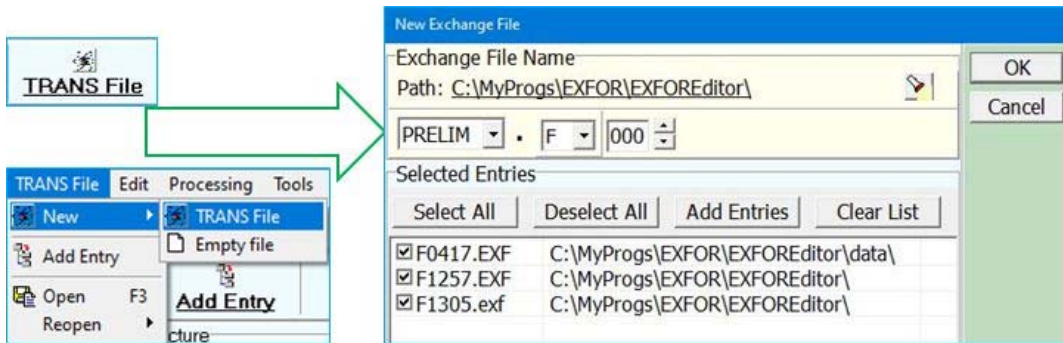 TRANS File
TRANS File Edit Processing Tools
New
TRANS File
Empty file
Add Entry
Add Entry
Open F3
Reopen
cture
New Exchange File
Exchange File Name
Path: C:\MyProgs\EXFOR\EXFOREditor\
PRELIM . F 000
OK
Cancel
Selected Entries
Select All Deselect All Add Entries Clear List
F0417.EXF C:\MyProgs\EXFOR\EXFOREditor\data\
F1257.EXF C:\MyProgs\EXFOR\EXFOREditor\
F1305.exf C:\MyProgs\EXFOR\EXFOREditor\